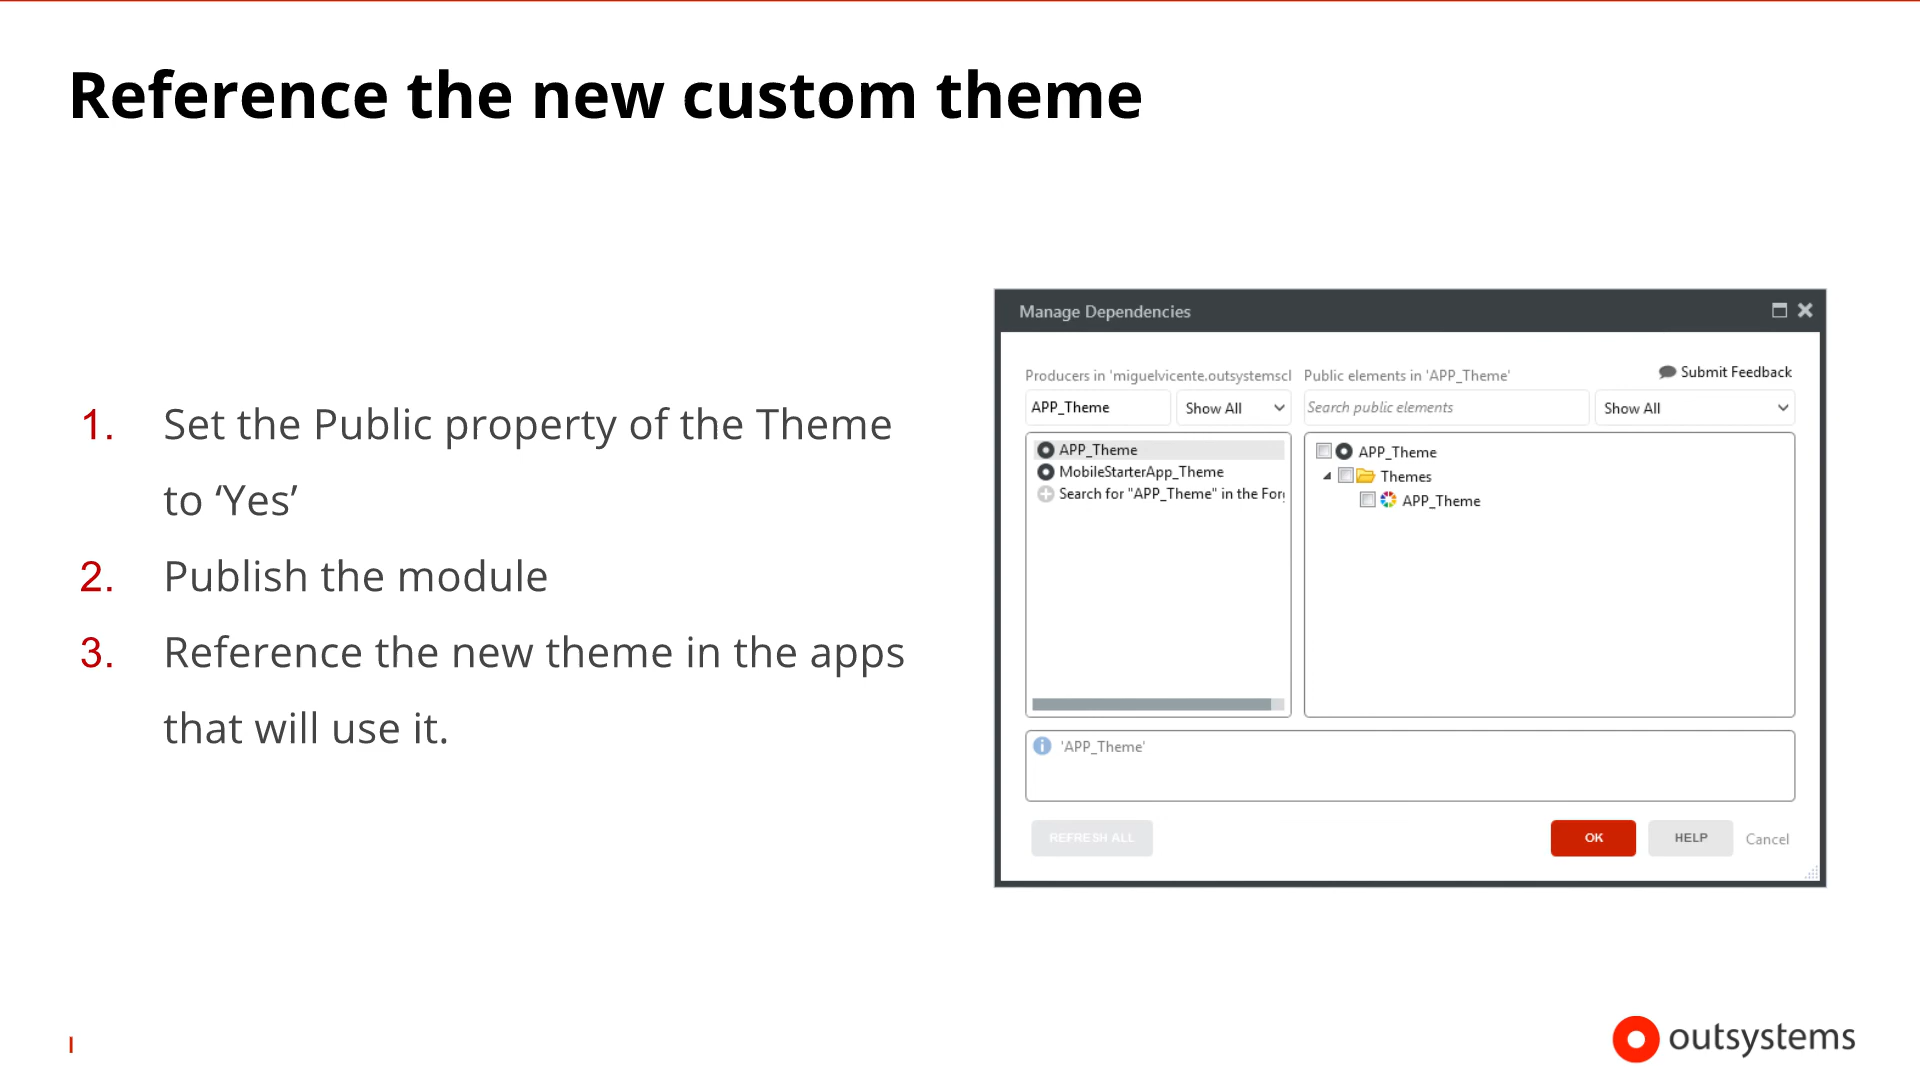 Reference the new custom theme
1. Set the Public property of the Theme
to ‘Yes’
2. Publish the module
3. Reference the new theme in the apps
that will use it.
Manage Dependencies
Producers in 'miguelvicente.outsystemscl
Public elements in 'APP_Theme'
Submit Feedback
APP_Theme
Show All
Search public elements
Show All
APP_Theme
MobileStarterApp_Theme
Search for "APP_Theme" in the For
APP_Theme
Themes
APP_Theme
'APP_Theme'
REFRESH ALL
OK
HELP
Cancel
outsystems